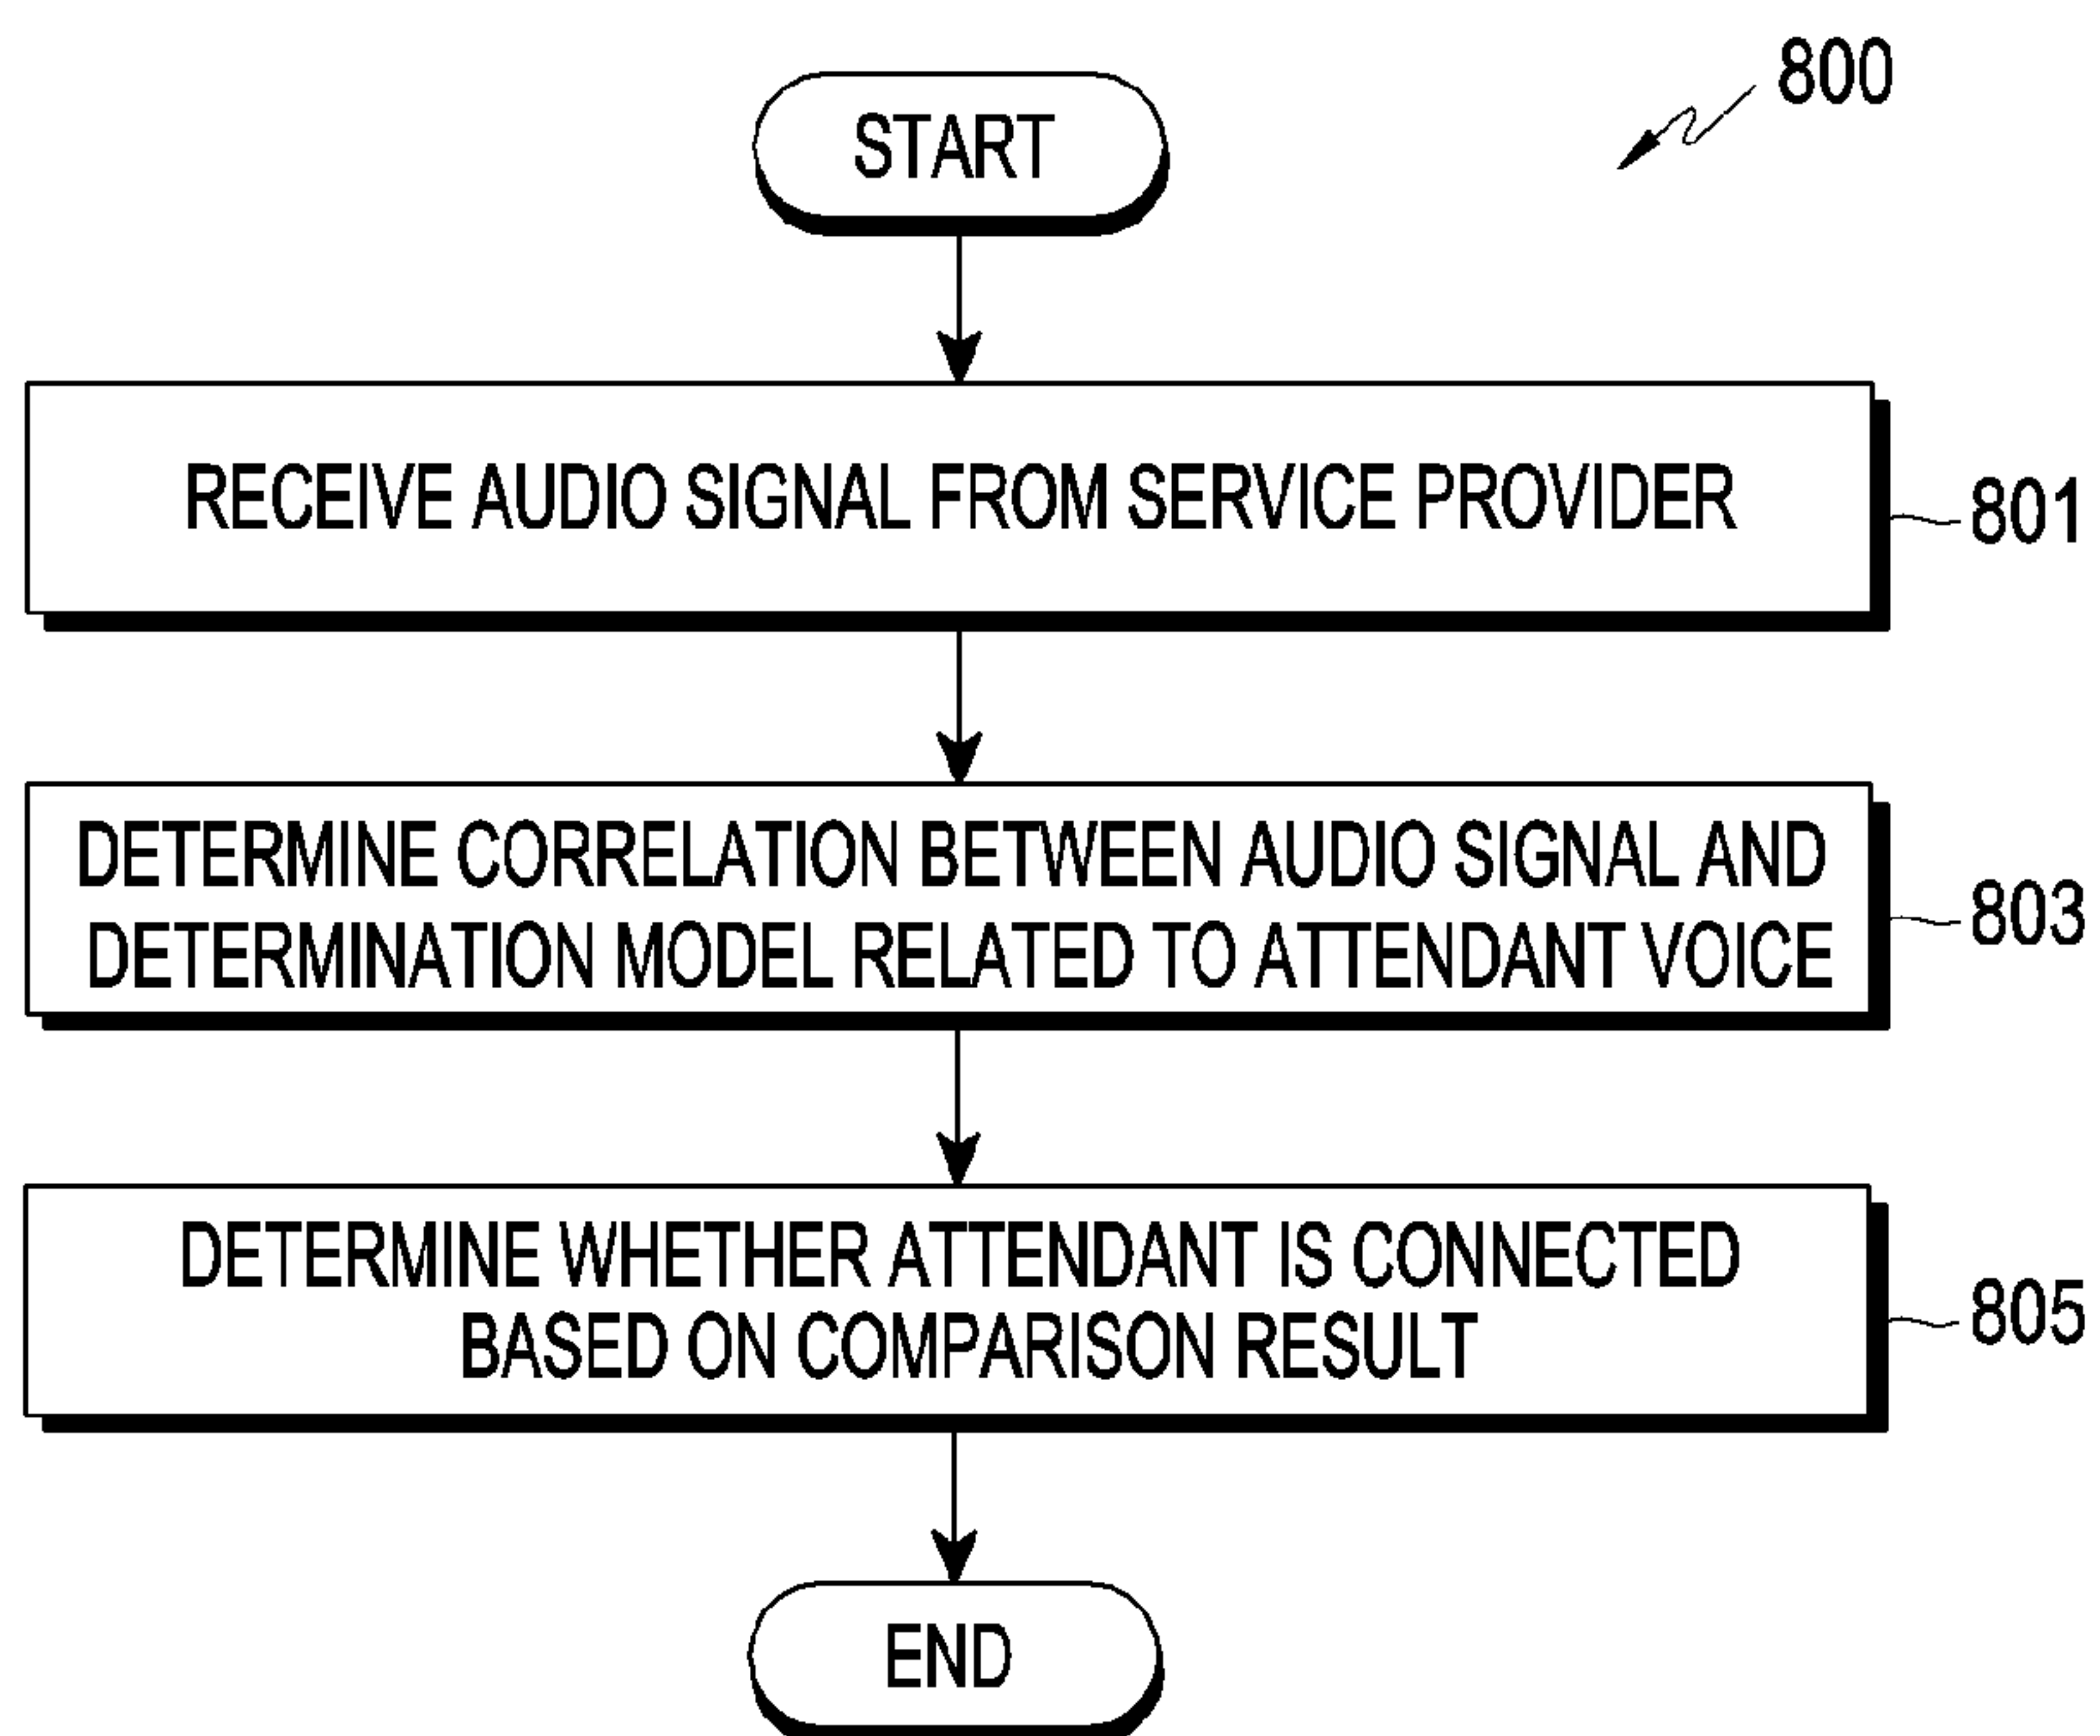 800
START
RECEIVE AUDIO SIGNAL FROM SERVICE PROVIDER
801
DETERMINE CORRELATION BETWEEN AUDIO SIGNAL AND
DETERMINATION MODEL RELATED TO ATTENDANT VOICE
803
DETERMINE WHETHER ATTENDANT IS CONNECTED
BASED ON COMPARISON RESULT
805
END